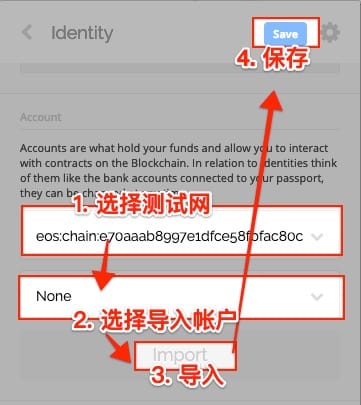 Identity
Save
4. 保存
Account
Accounts are what hold your funds and allow you to interact
with contracts on the Blockchain. In relation to identities think
of them like the bank accounts connected to your passport,
they can be
1. 选择测试网
eos:chain:e70aaab8997e1dfce58fbfac80c
None
2. 选择导入帐户
Import
3. 导入